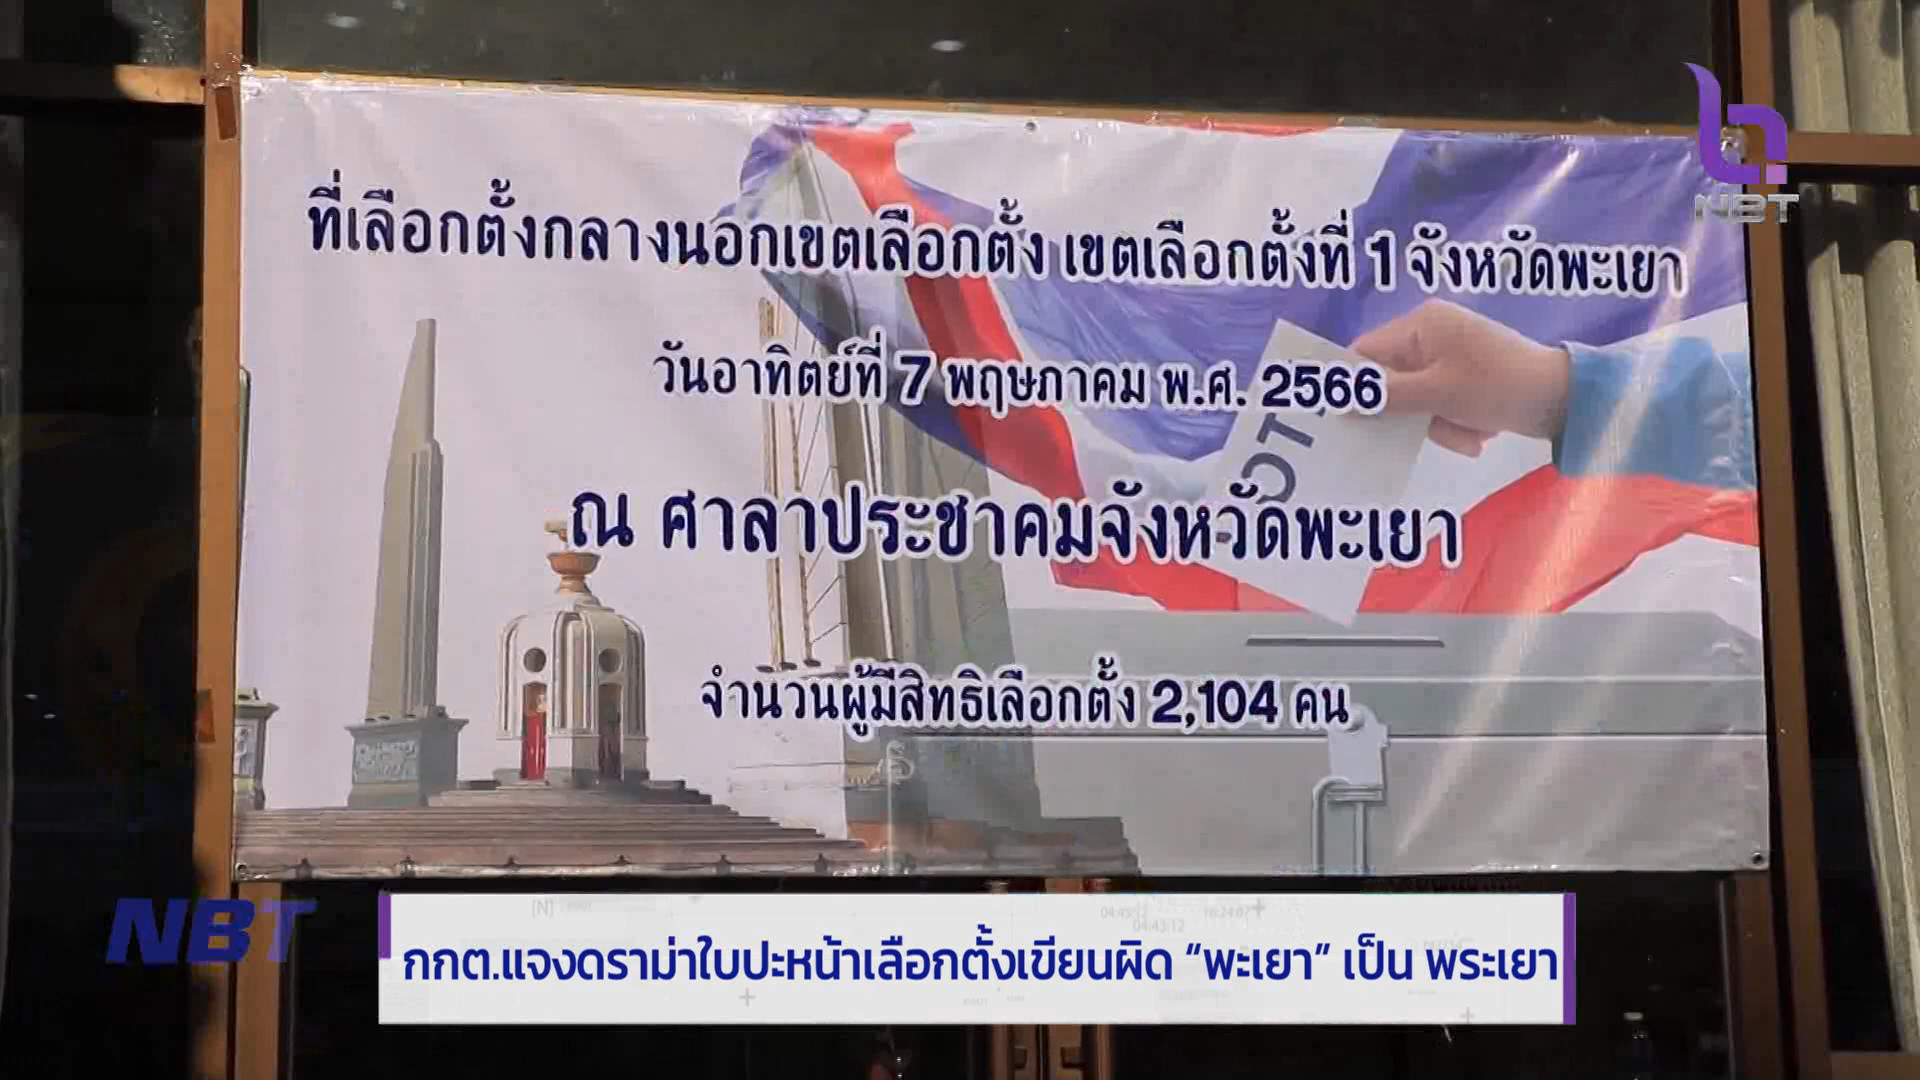 ที่เลือกตั้งกลางนอกเขตเลือกตั้ง เขตเลือกตั้งที่ 1 จังหวัดพะเยา
NBT
วันอาทิตย์ที่ 7 พฤษภาคม พ.ศ. 2566
ณ ศาลาประชาคมจังหวัดพะเยา
จำนวนผู้มีสิทธิเลือกตั้ง 2,104 คน
NBT
กกต.แจงดราม่าใบปะหน้าเลือกตั้งเขียนผิด “พะเยา” เป็น พระเยา